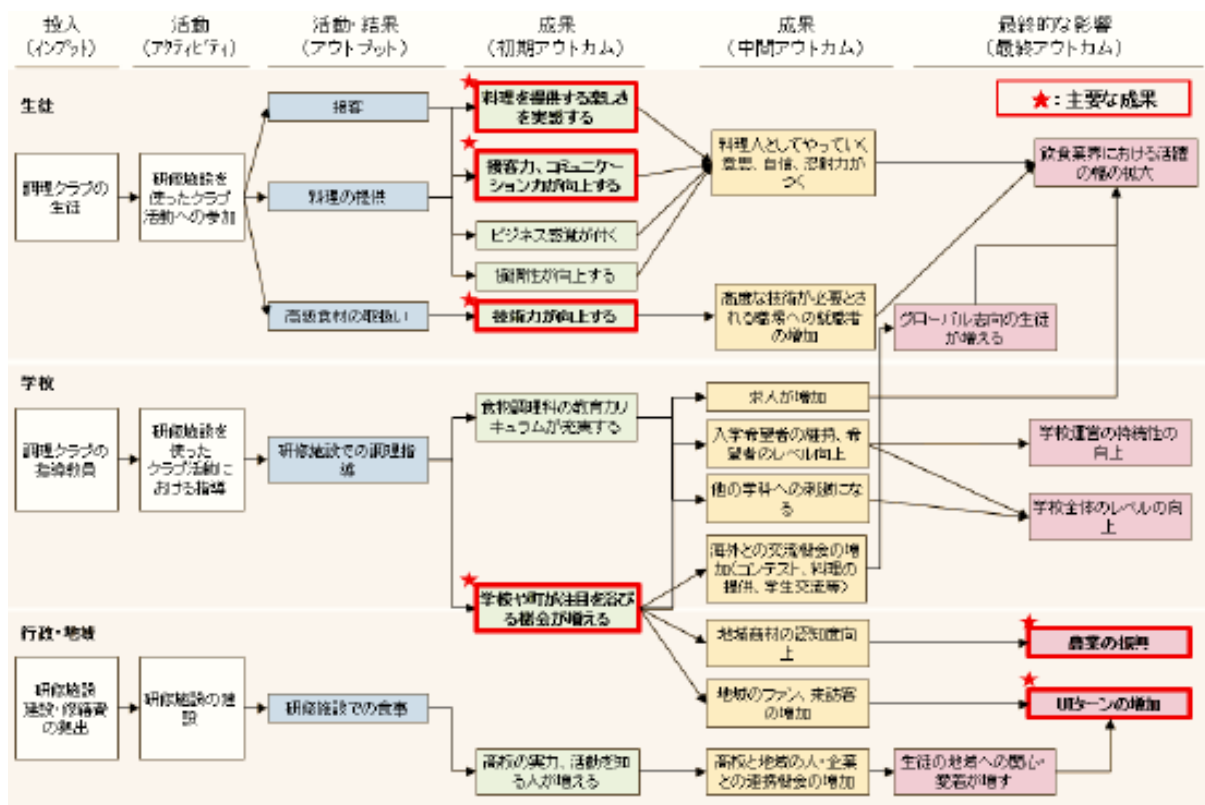 投入
(インプット)
活動
(アクティビティ)
活動・結果
(アウトプット)
成果
(初期アウトカム)
成果
(中間アウトカム)
最終的な影響
(最終アウトカム)
★：主要な成果
生徒
調理クラブの
生徒
研修施設を
使ったクラブ
活動への参加
接客
料理の提供
高級食材の取扱い
料理を提供する楽しさ
を実感する
接客力、コミュニケー
ション力が向上する
ビジネス感覚が付く
協調性が向上する
技術力が向上する
料理人としてやっていく
意思、自信、忍耐力が
つく
高度な技術が必要とさ
れる職場への就職者
の増加
飲食業界における活躍
の幅の拡大
グローバル志向の生徒
が増える
学校
調理クラブの
指導教員
研修施設を
使った
クラブ活動に
おける指導
研修施設での調理指
導
食物調理科の教育カリ
キュラムが充実する
学校や町が注目を浴び
る機会が増える
求人が増加
入学希望者の維持、希
望者のレベル向上
他の学科への刺激にな
る
海外との交流機会の増
加(コンテスト、料理の
提供、学生交流等)
学校運営の持続性の
向上
学校全体のレベルの向
上
行政・地域
研修施設
建設・修繕費
の拠出
研修施設の建
設
研修施設での食事
高校の実力、活動を知
る人が増える
地域商材の認知度向
上
地域のファン、来訪客
の増加
高校と地域の人・企業
との連携機会の増加
農業の振興
UIターンの増加
生徒の地域への関心・
愛着が増す